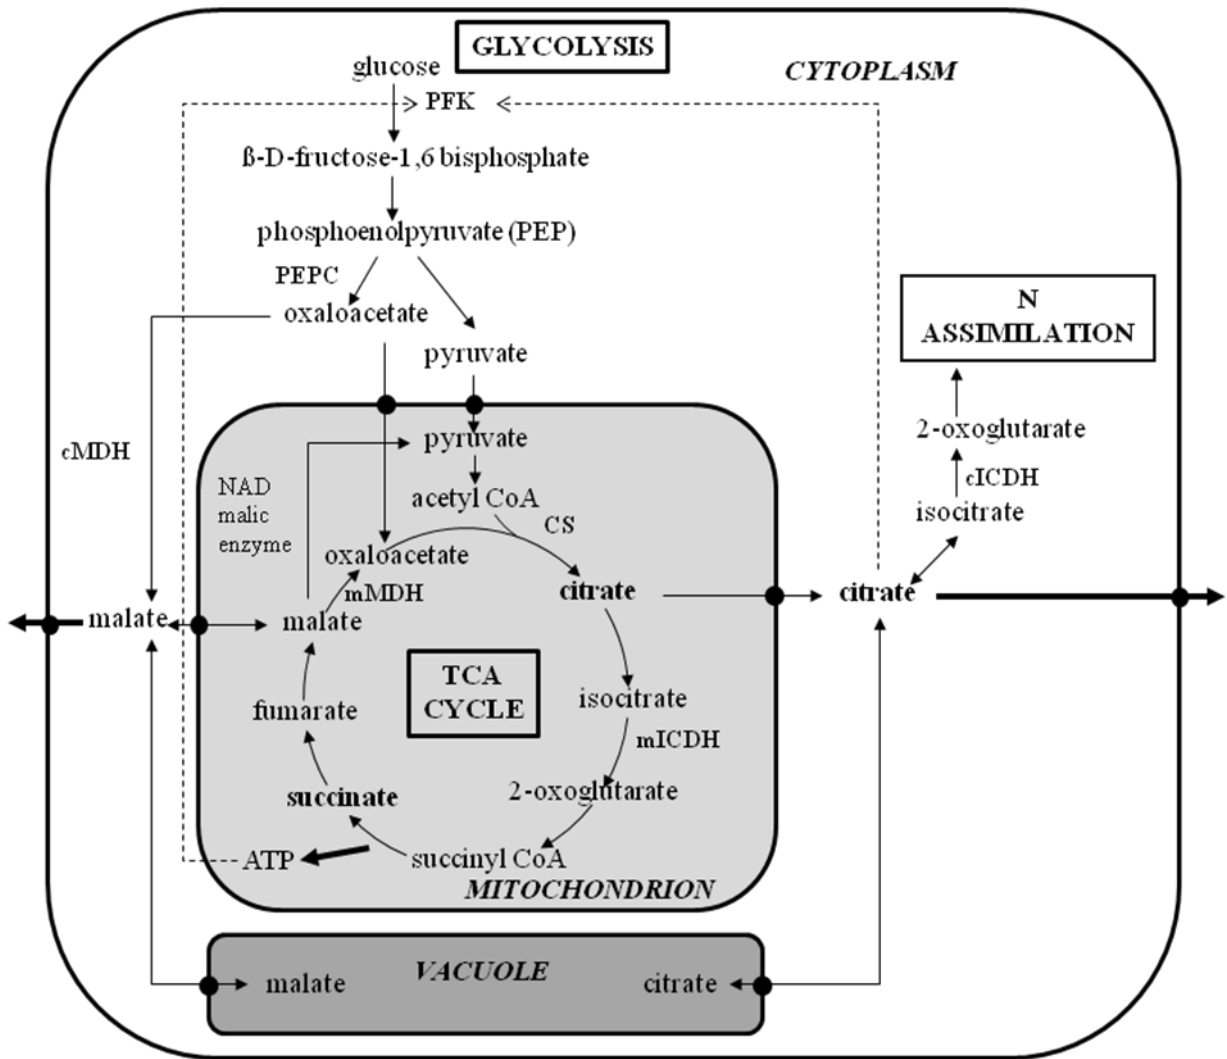 GLYCOLYSIS
glucose
CYTOPLASM
PFK
ß-D-fructose-1,6 bisphosphate
phosphoenolpyruvate (PEP)
PEPC
oxaloacetate
pyruvate
N
ASSIMILATION
2-oxoglutarate
cICDH
isocitrate
cMDH
pyruvate
NAD
malic
enzyme
acetyl CoA
CS
oxaloacetate
mMDH
citrate
citrate
malate
malate
TCA
CYCLE
isocitrate
mICDH
fumarate
succinate
2-oxoglutarate
ATP
succinyl CoA
MITOCHONDRION
VACUOLE
malate
citrate